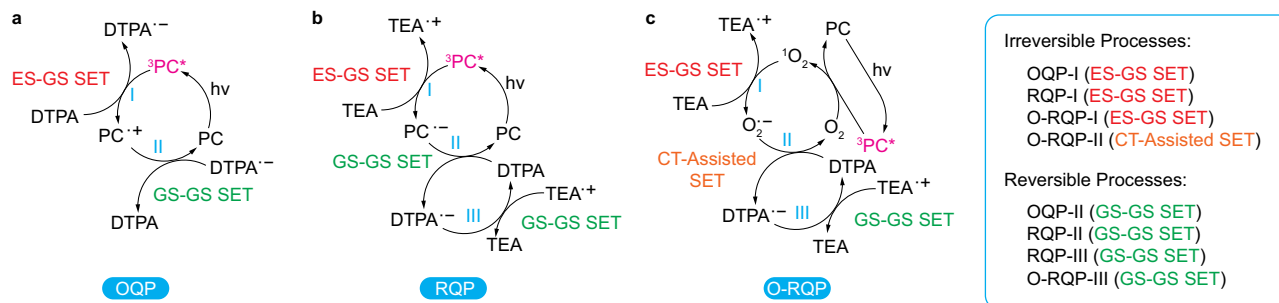 a
DTPA·−
³PC*
ES-GS SET
I
hν
DTPA
PC·+
II
PC
DTPA·−
GS-GS SET
DTPA
OQP
b
TEA·+
³PC*
ES-GS SET
I
hν
TEA
PC·−
II
PC
GS-GS SET
DTPA
TEA·+
DTPA·−
III
GS-GS SET
TEA
RQP
c
TEA·+
PC
¹O₂
ES-GS SET
hν
I
TEA
O₂·−
O₂
II
³PC*
CT-Assisted
SET
DTPA
TEA·+
DTPA·−
III
GS-GS SET
TEA
O-RQP
Irreversible Processes:
OQP-I (ES-GS SET)
RQP-I (ES-GS SET)
O-RQP-I (ES-GS SET)
O-RQP-II (CT-Assisted SET)
Reversible Processes:
OQP-II (GS-GS SET)
RQP-II (GS-GS SET)
RQP-III (GS-GS SET)
O-RQP-III (GS-GS SET)